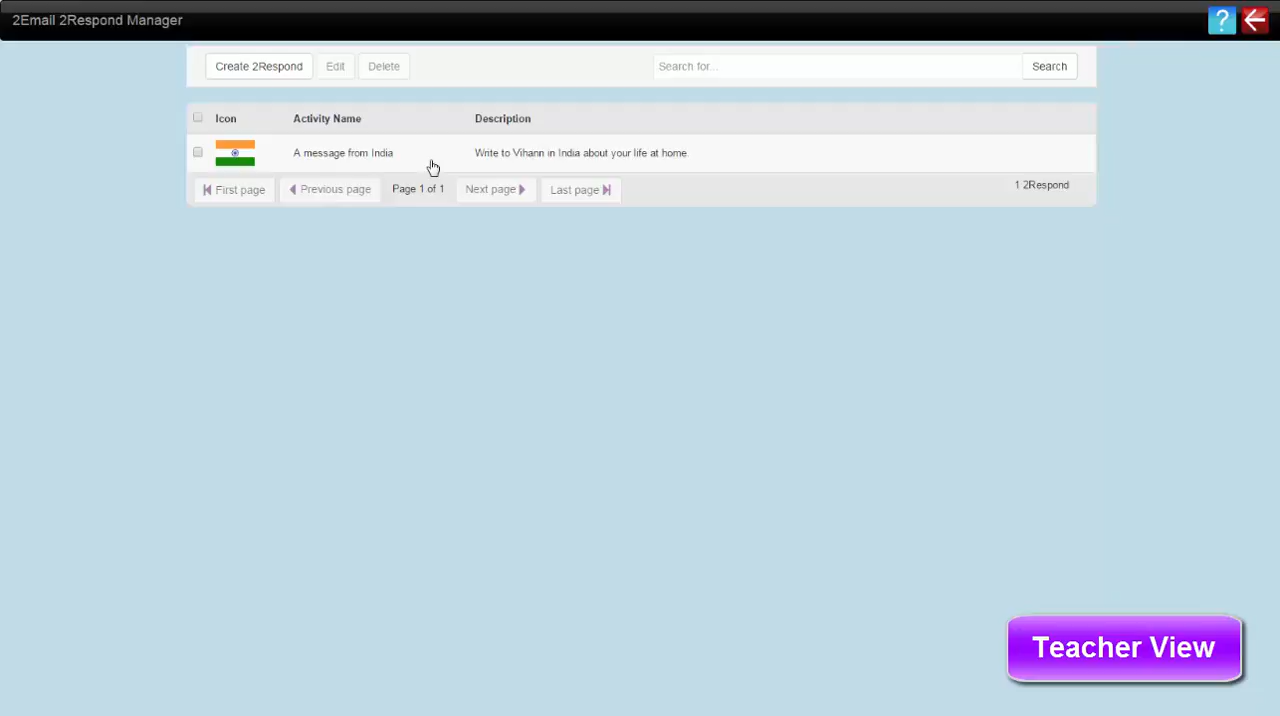 2Email 2Respond Manager
?
Create 2Respond Edit Delete Search for... Search
Icon Activity Name Description
A message from India Write to Vihann in India about your life at home.
First page Previous page Page 1 of 1 Next page Last page 1 2Respond
Teacher View